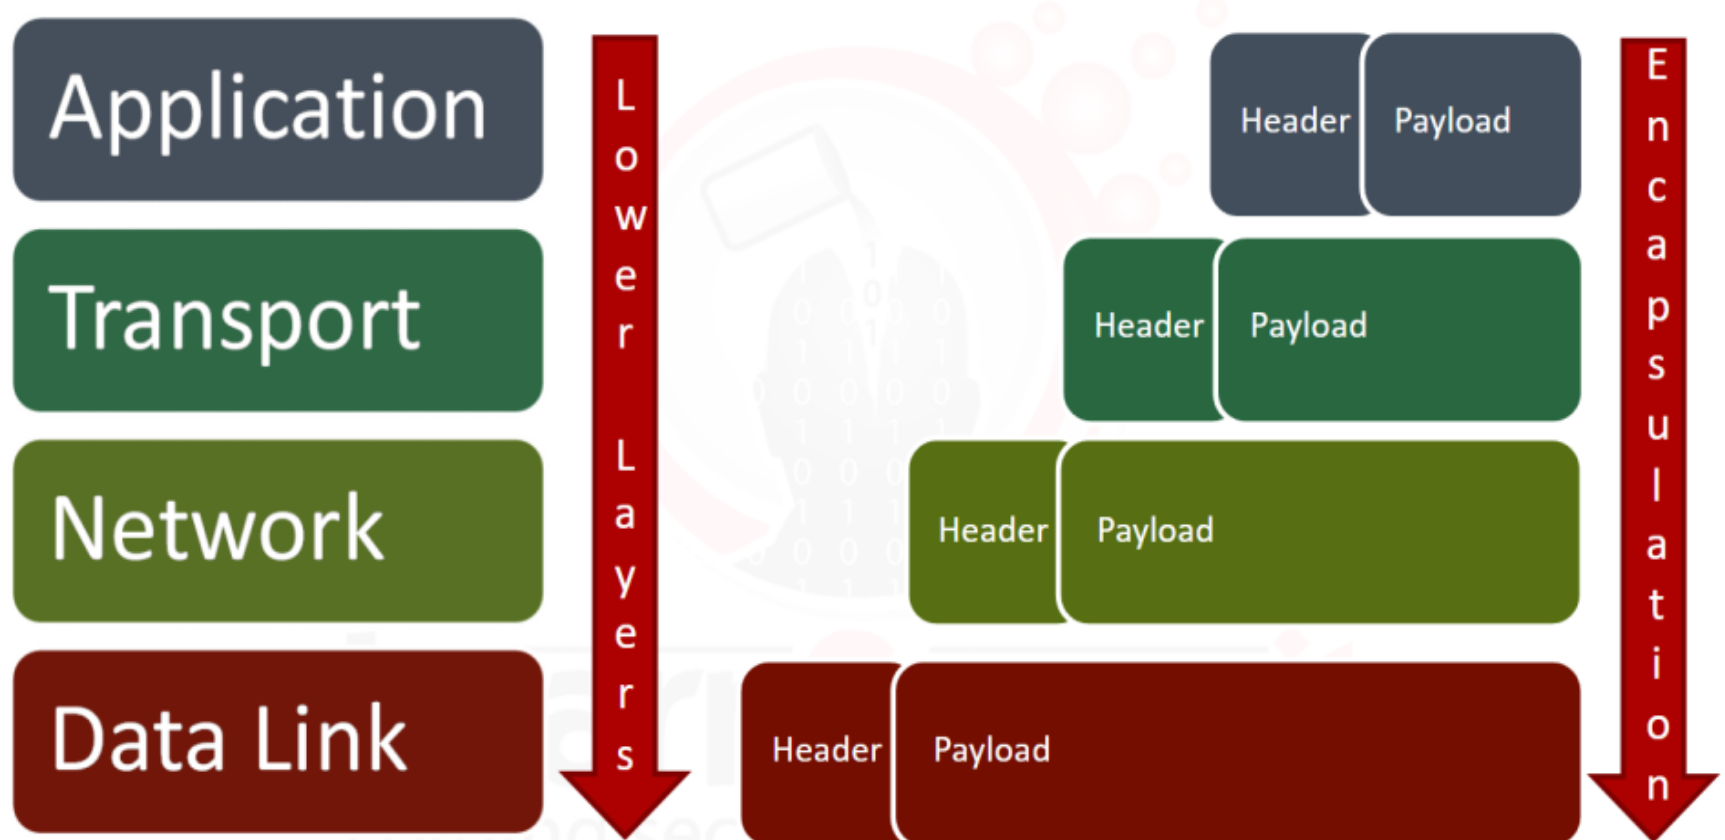 Application
Transport
Network
Data Link
Lower Layers
Header Payload
Header Payload
Header Payload
Header Payload
Encapsulation